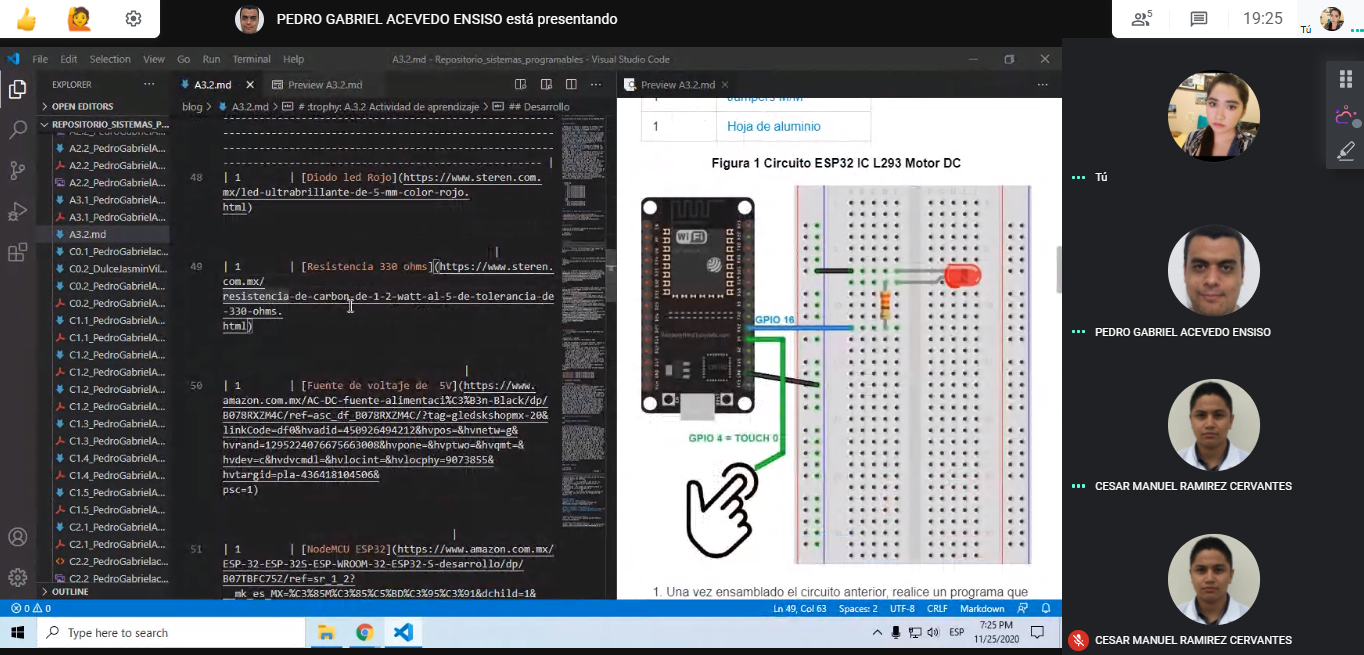 PEDRO GABRIEL ACEVEDO ENSISO está presentando
5
19:25
Tú
File Edit Selection View Go Run Terminal Help
A3.2.md - Repositorio_sistemas_programables - Visual Studio Code
EXPLORER
OPEN EDITORS
REPOSITORIO_SISTEMAS_P...
A2.2_PedroGabrielA...
A2.2_PedroGabrielA...
A2.2_PedroGabrielA...
A2.2_PedroGabrielA...
A3.1_PedroGabrielA...
A3.1_PedroGabrielA...
A3.2.md
C0.1_PedroGabrielac...
C0.2_DulceJasminVil...
C0.2_PedroGabrielA...
C0.2_PedroGabrielA...
C1.1_PedroGabrielA...
C1.1_PedroGabrielA...
C1.2_PedroGabrielA...
C1.2_PedroGabrielA...
C1.2_PedroGabrielA...
C1.2_PedroGabrielA...
C1.3_PedroGabrielA...
C1.3_PedroGabrielA...
C1.4_PedroGabrielA...
C1.4_PedroGabrielA...
C1.5_PedroGabrielA...
C1.5_PedroGabrielA...
C2.1_PedroGabrielA...
C2.1_PedroGabrielA...
C2.2_PedroGabrielac...
C2.2_PedroGabrielac...
OUTLINE
A3.2.md
Preview A3.2.md
blog > A3.2.md > # :trophy: A3.2 Actividad de aprendizaje > ## Desarrollo
-------------------------------------------
-------------------------------------------
-------------------------------------------
------------------------------------------ |
48 | 1 | [Diodo led Rojo](https://www.steren.com.
mx/led-ultrabrillante-de-5-mm-color-rojo.
html)
|
49 | 1 | [Resistencia 330 ohms](https://www.steren.
com.mx/
resistencia-de-carbon-de-1-2-watt-al-5-de-tolerancia-de
-330-ohms.
html)
|
50 | 1 | [Fuente de voltaje de 5V](https://www.
amazon.com.mx/AC-DC-fuente-alimentaci%C3%B3n-Black/dp/
B078RXZM4C/ref=asc_df_B078RXZM4C/?tag=gledskshopmx-20&
linkCode=df0&hvadid=450926494212&hvpos=&hvnetw=g&
hvrand=1295224076675663008&hvpone=&hvptwo=&hvqmt=&
hvdev=c&hvdvcmdl=&hvlocint=&hvlocphy=9073855&
hvtargid=pla-436418104506&
psc=1)
|
51 | 1 | [NodeMCU ESP32](https://www.amazon.com.mx/
ESP-32-ESP-32S-ESP-WROOM-32-ESP32-S-desarrollo/dp/
B07TBFC75Z/ref=sr_1_2?
__mk_es_MX=%C3%85M%C3%85%C5%BD%C3%95%C3%91&dchild=1&
Preview A3.2.md
1 Jumpers M/M
1 Hoja de aluminio
Figura 1 Circuito ESP32 IC L293 Motor DC
WiFi
GPIO 16
GPIO 4 = TOUCH 0
1. Una vez ensamblado el circuito anterior, realice un programa que
0 0
Ln 49, Col 63 Spaces: 2 UTF-8 CRLF Markdown
Type here to search
ESP
7:25 PM
11/25/2020
Tú
PEDRO GABRIEL ACEVEDO ENSISO
CESAR MANUEL RAMIREZ CERVANTES
CESAR MANUEL RAMIREZ CERVANTES